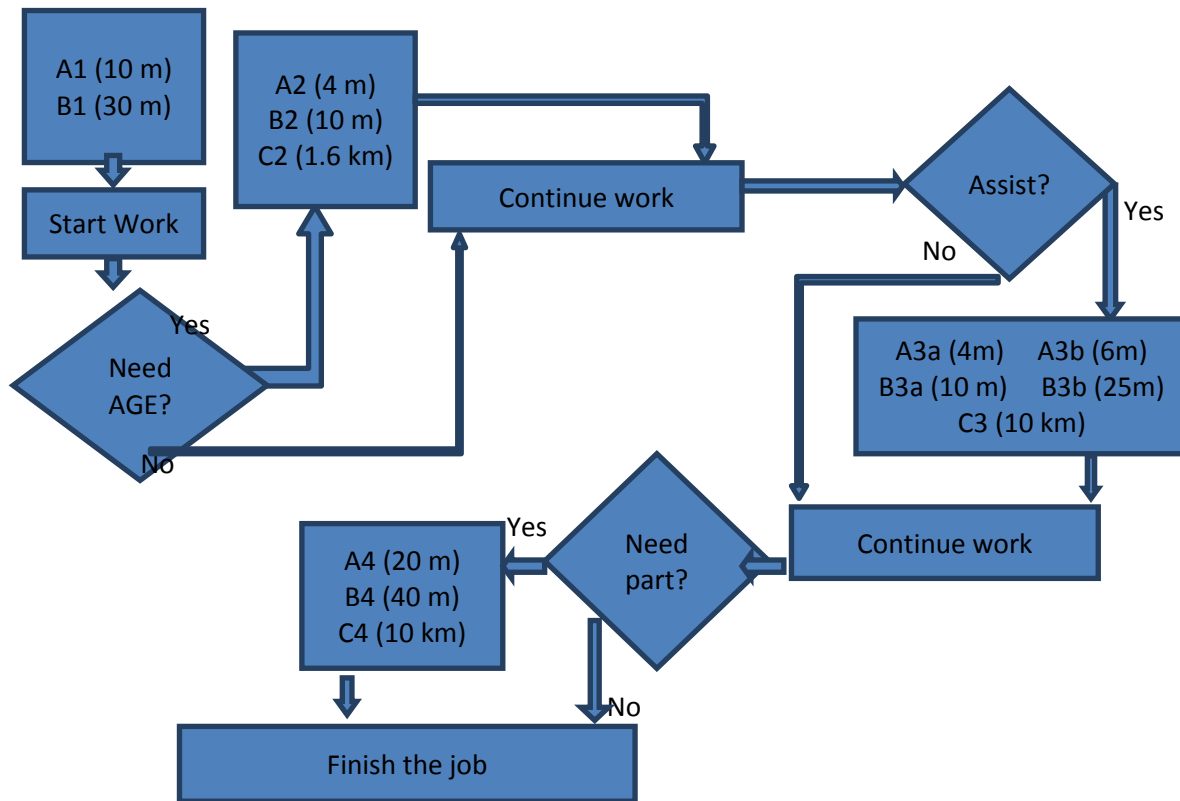 A1 (10 m)
B1 (30 m)
Start Work
Need
AGE?
Yes
No
A2 (4 m)
B2 (10 m)
C2 (1.6 km)
Continue work
Assist?
Yes
No
A3a (4m) A3b (6m)
B3a (10 m) B3b (25m)
C3 (10 km)
Continue work
Need
part?
Yes
No
A4 (20 m)
B4 (40 m)
C4 (10 km)
Finish the job